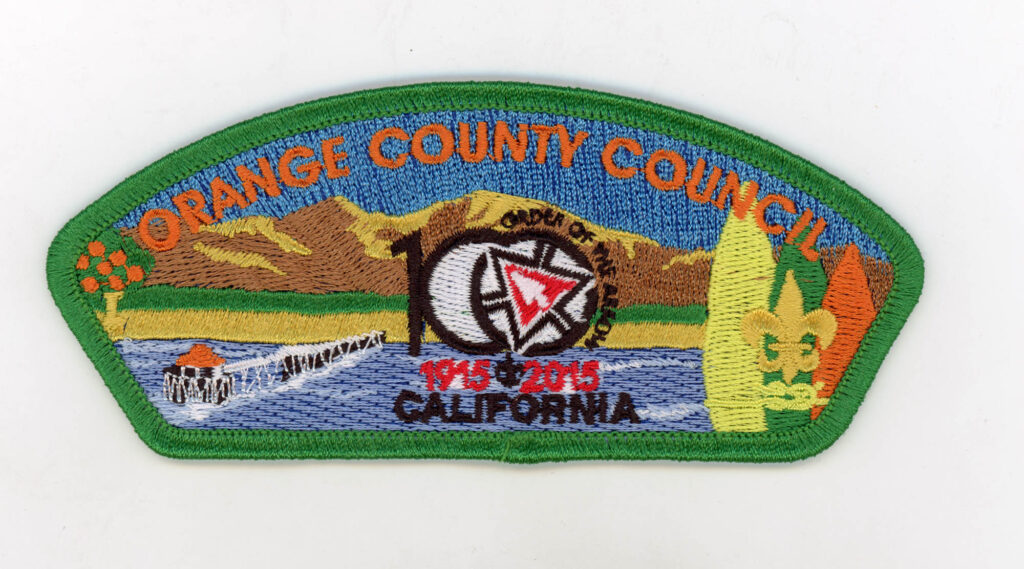 ORANGE COUNTY COUNCIL
100
ORDER OF THE ARROW
1915 2015
CALIFORNIA